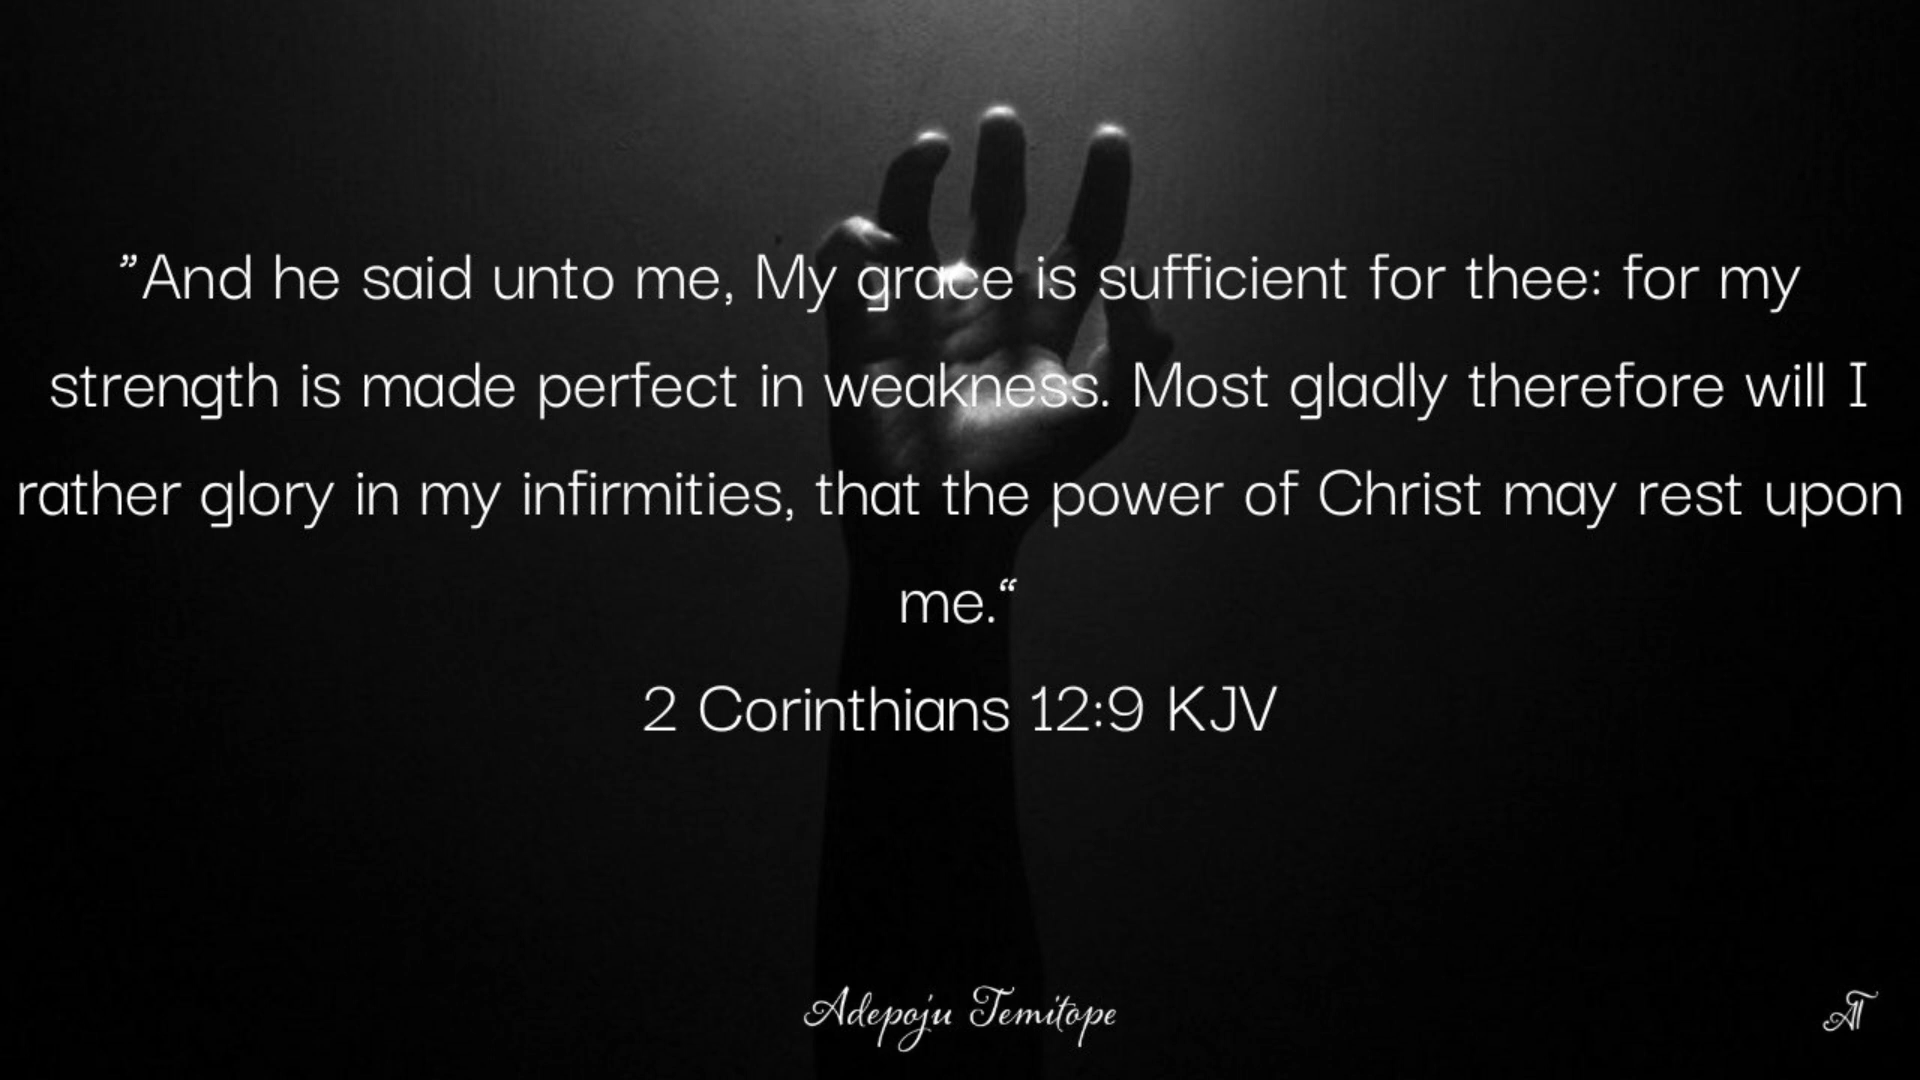 ”And he said unto me, My grace is sufficient for thee: for my
strength is made perfect in weakness. Most gladly therefore will I
rather glory in my infirmities, that the power of Christ may rest upon
me.“
2 Corinthians 12:9 KJV
Adepoju Temitope
AT